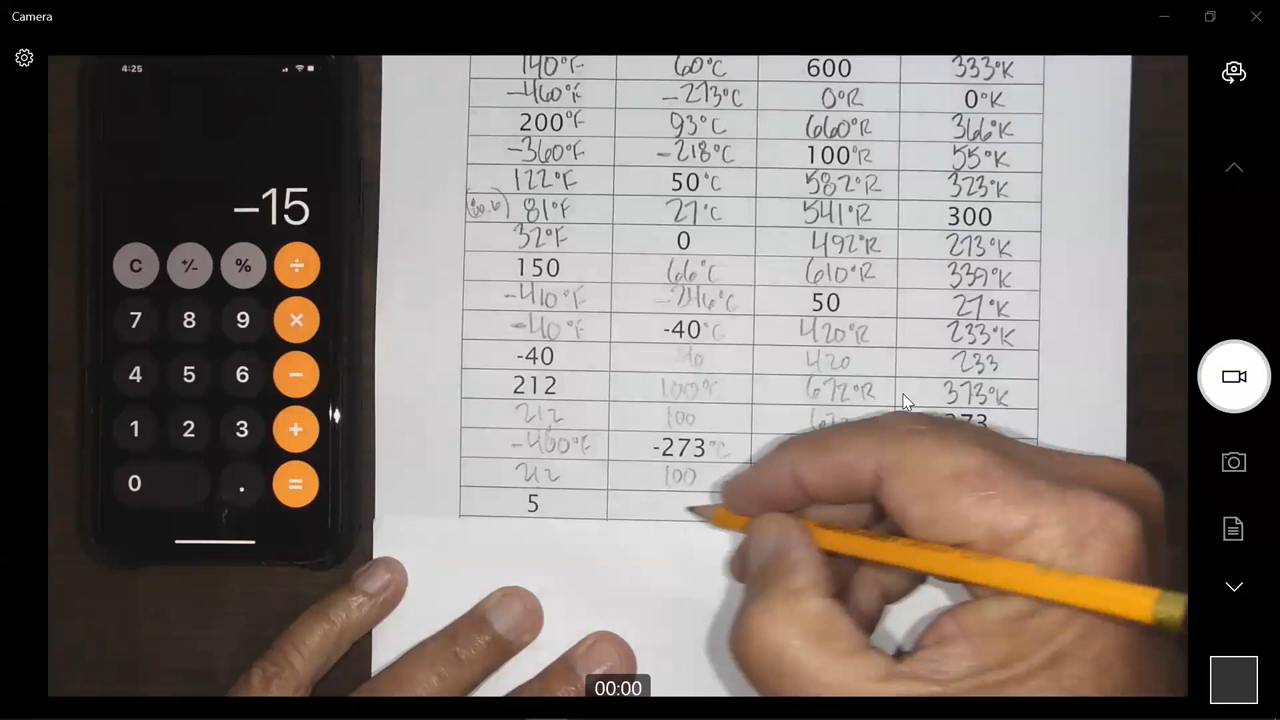 Camera
4:25
-15
C +/- % ÷
7 8 9 ×
4 5 6 −
1 2 3 +
0 . =
140°F 60°C 600 333°K
-460°F -273°C 0°R 0°K
200°F 93°C 660°R 366°K
-360°F -218°C 100°R 55°K
122°F 50°C 582°R 323°K
(80.6) 81°F 27°C 541°R 300
32°F 0 492°R 273°K
150 66°C 610°R 339°K
-410°F -246°C 50 27°K
-40°F -40°C 420°R 233°K
-40 420 233
212 100°C 672°R 373°K
212 100 373
-460°F -273°C
212 100
5
00:00